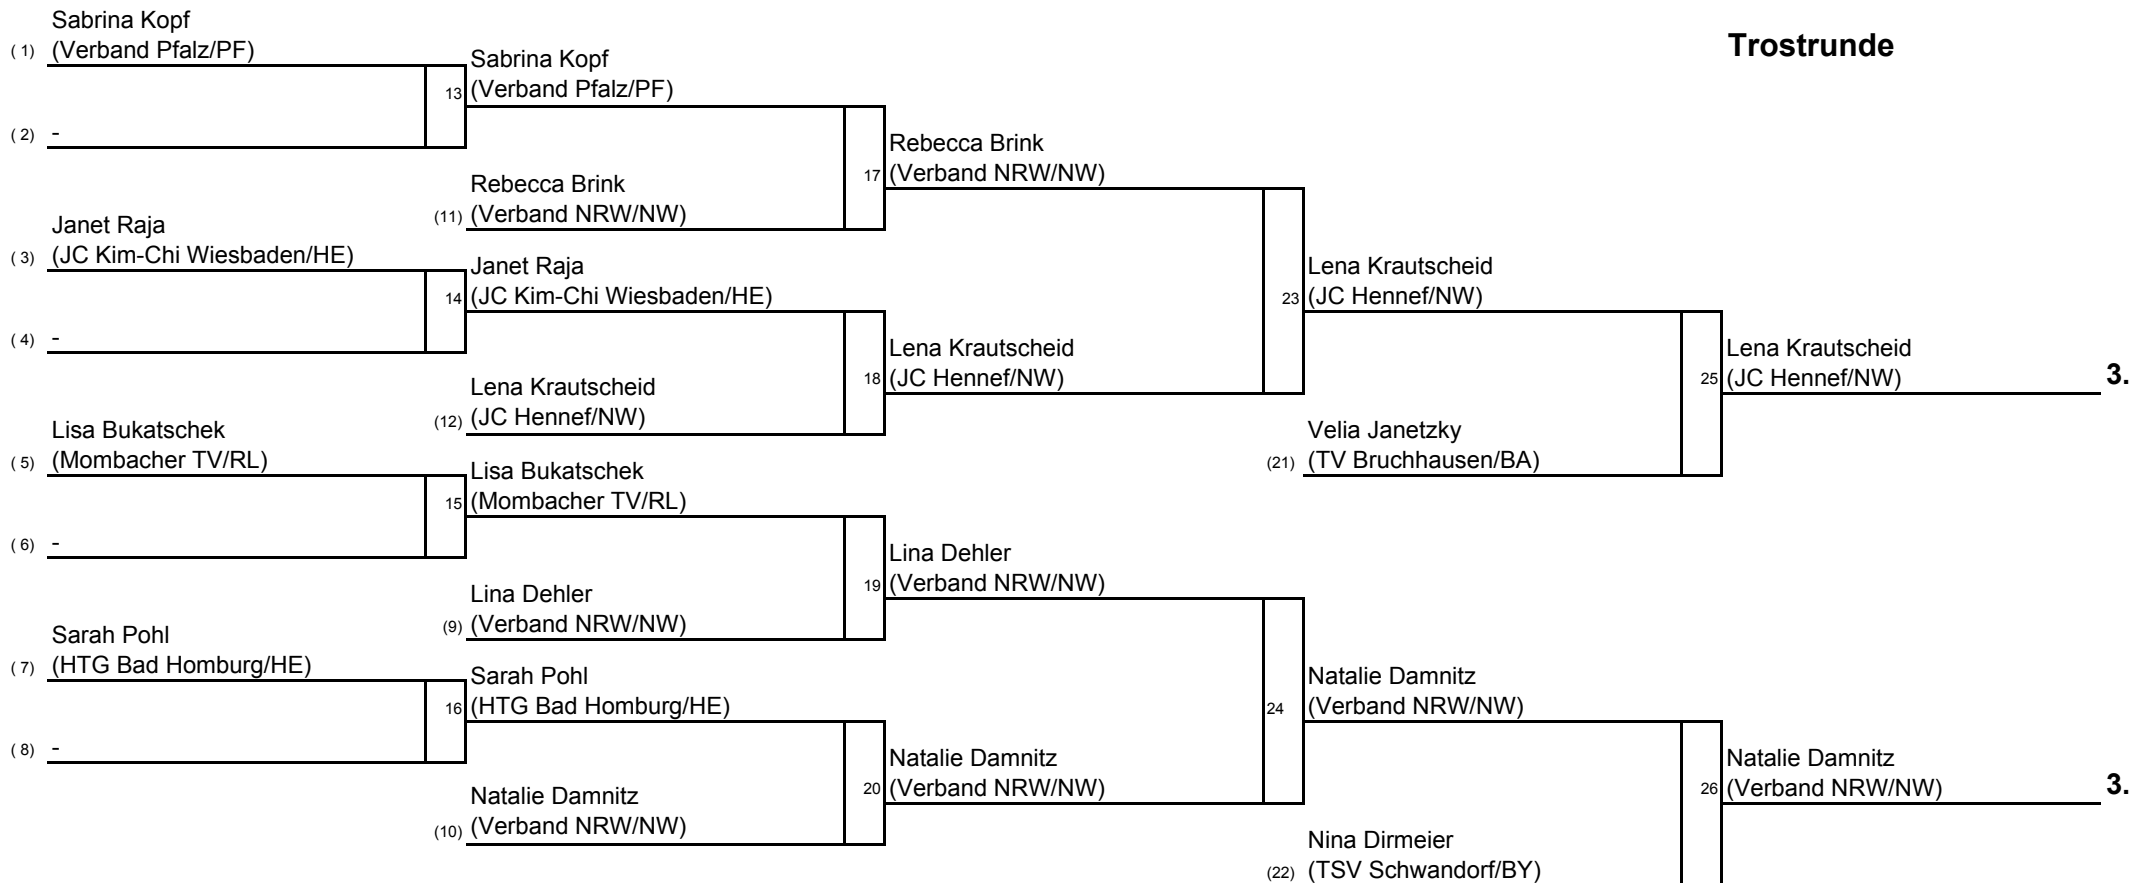 Trostrunde
Sabrina Kopf
( 1) (Verband Pfalz/PF)
( 2) -
Janet Raja
( 3) (JC Kim-Chi Wiesbaden/HE)
( 4) -
Lisa Bukatschek
( 5) (Mombacher TV/RL)
( 6) -
Sarah Pohl
( 7) (HTG Bad Homburg/HE)
( 8) -
Sabrina Kopf
13 (Verband Pfalz/PF)
Rebecca Brink
(11) (Verband NRW/NW)
Janet Raja
14 (JC Kim-Chi Wiesbaden/HE)
Lena Krautscheid
(12) (JC Hennef/NW)
Lisa Bukatschek
15 (Mombacher TV/RL)
Lina Dehler
(9) (Verband NRW/NW)
Sarah Pohl
16 (HTG Bad Homburg/HE)
Natalie Damnitz
(10) (Verband NRW/NW)
Rebecca Brink
17 (Verband NRW/NW)
Lena Krautscheid
18 (JC Hennef/NW)
Lina Dehler
19 (Verband NRW/NW)
Natalie Damnitz
20 (Verband NRW/NW)
Lena Krautscheid
23 (JC Hennef/NW)
Velia Janetzky
(21) (TV Bruchhausen/BA)
Natalie Damnitz
24 (Verband NRW/NW)
Nina Dirmeier
(22) (TSV Schwandorf/BY)
Lena Krautscheid
25 (JC Hennef/NW) 3.
Natalie Damnitz
26 (Verband NRW/NW) 3.